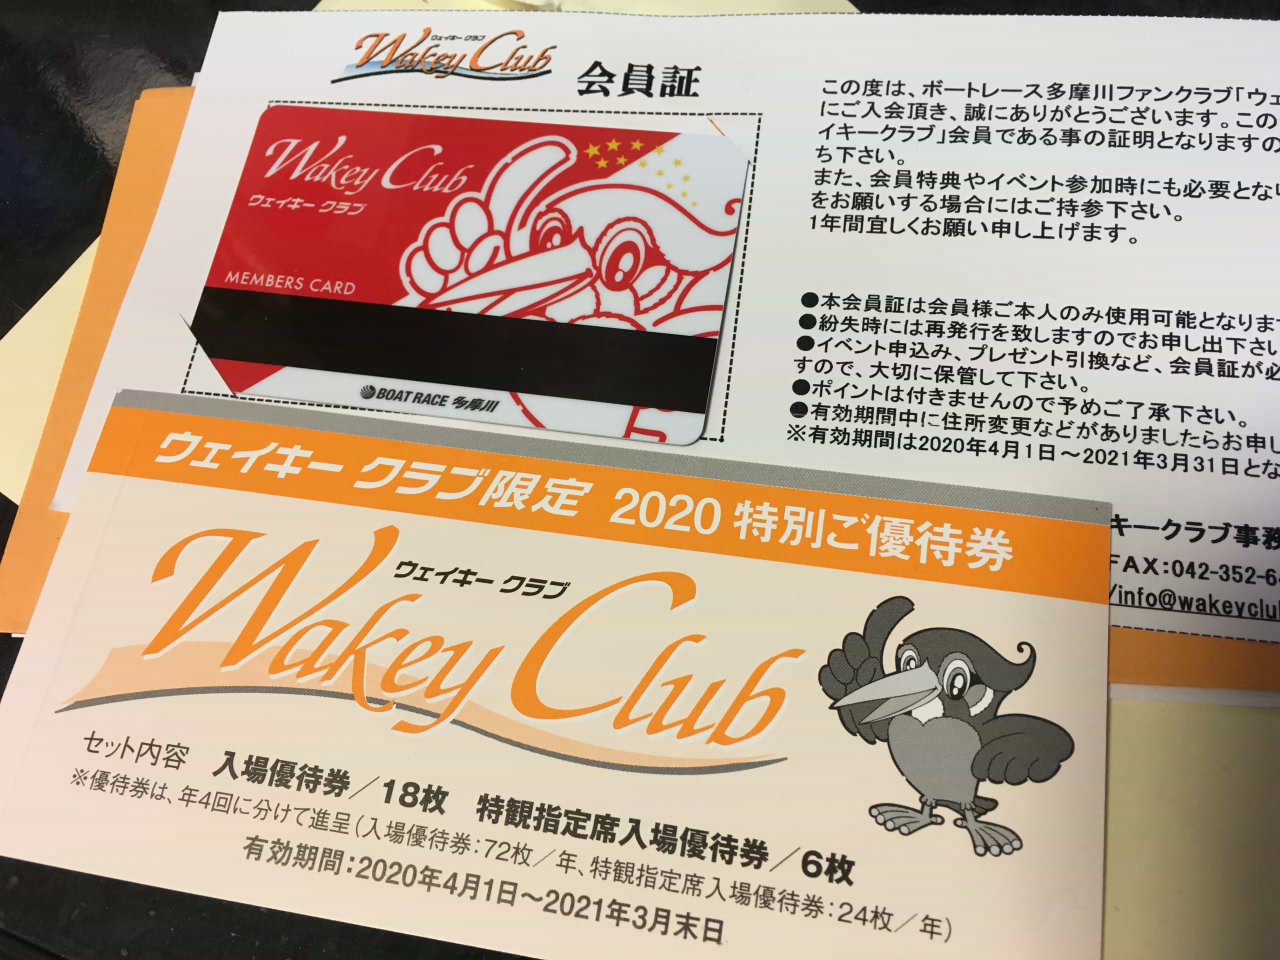 ウェイキー クラブ
Wakey Club
会員証
この度は、ボートレース多摩川ファンクラブ「ウェ
にご入会頂き、誠にありがとうございます。この
イキークラブ」会員である事の証明となりますの
ち下さい。
また、会員特典やイベント参加時にも必要とな
をお願いする場合にはご持参下さい。
1年間宜しくお願い申し上げます。
Wakey Club
ウェイキー クラブ
MEMBERS CARD
BOAT RACE 多摩川
●本会員証は会員様ご本人のみ使用可能となりま
●紛失時には再発行を致しますのでお申し出下さい
●イベント申込み、プレゼント引換など、会員証が必
すので、大切に保管して下さい。
●ポイントは付きませんので予めご了承下さい。
●有効期間中に住所変更などがありましたらお申し
※有効期間は2020年4月1日～2021年3月31日とな
キークラブ事務
FAX:042-352-6
/info@wakeyclu
ウェイキー クラブ限定 2020 特別ご優待券
ウェイキー クラブ
Wakey Club
セット内容 入場優待券／18枚 特観指定席入場優待券／6枚
※優待券は、年4回に分けて進呈(入場優待券:72枚／年、特観指定席入場優待券:24枚／年)
有効期間:2020年4月1日～2021年3月末日